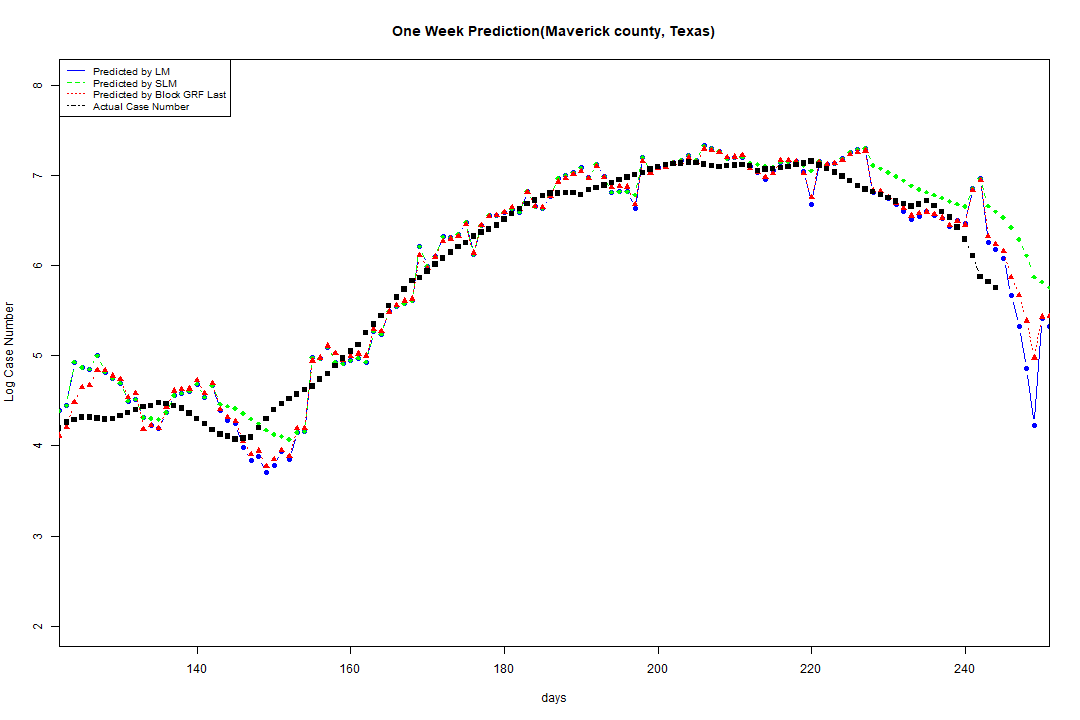 One Week Prediction(Maverick county, Texas)
Predicted by LM
Predicted by SLM
Predicted by Block GRF Last
Actual Case Number
8
7
6
5
4
3
2
Log Case Number
140 160 180 200 220 240
days